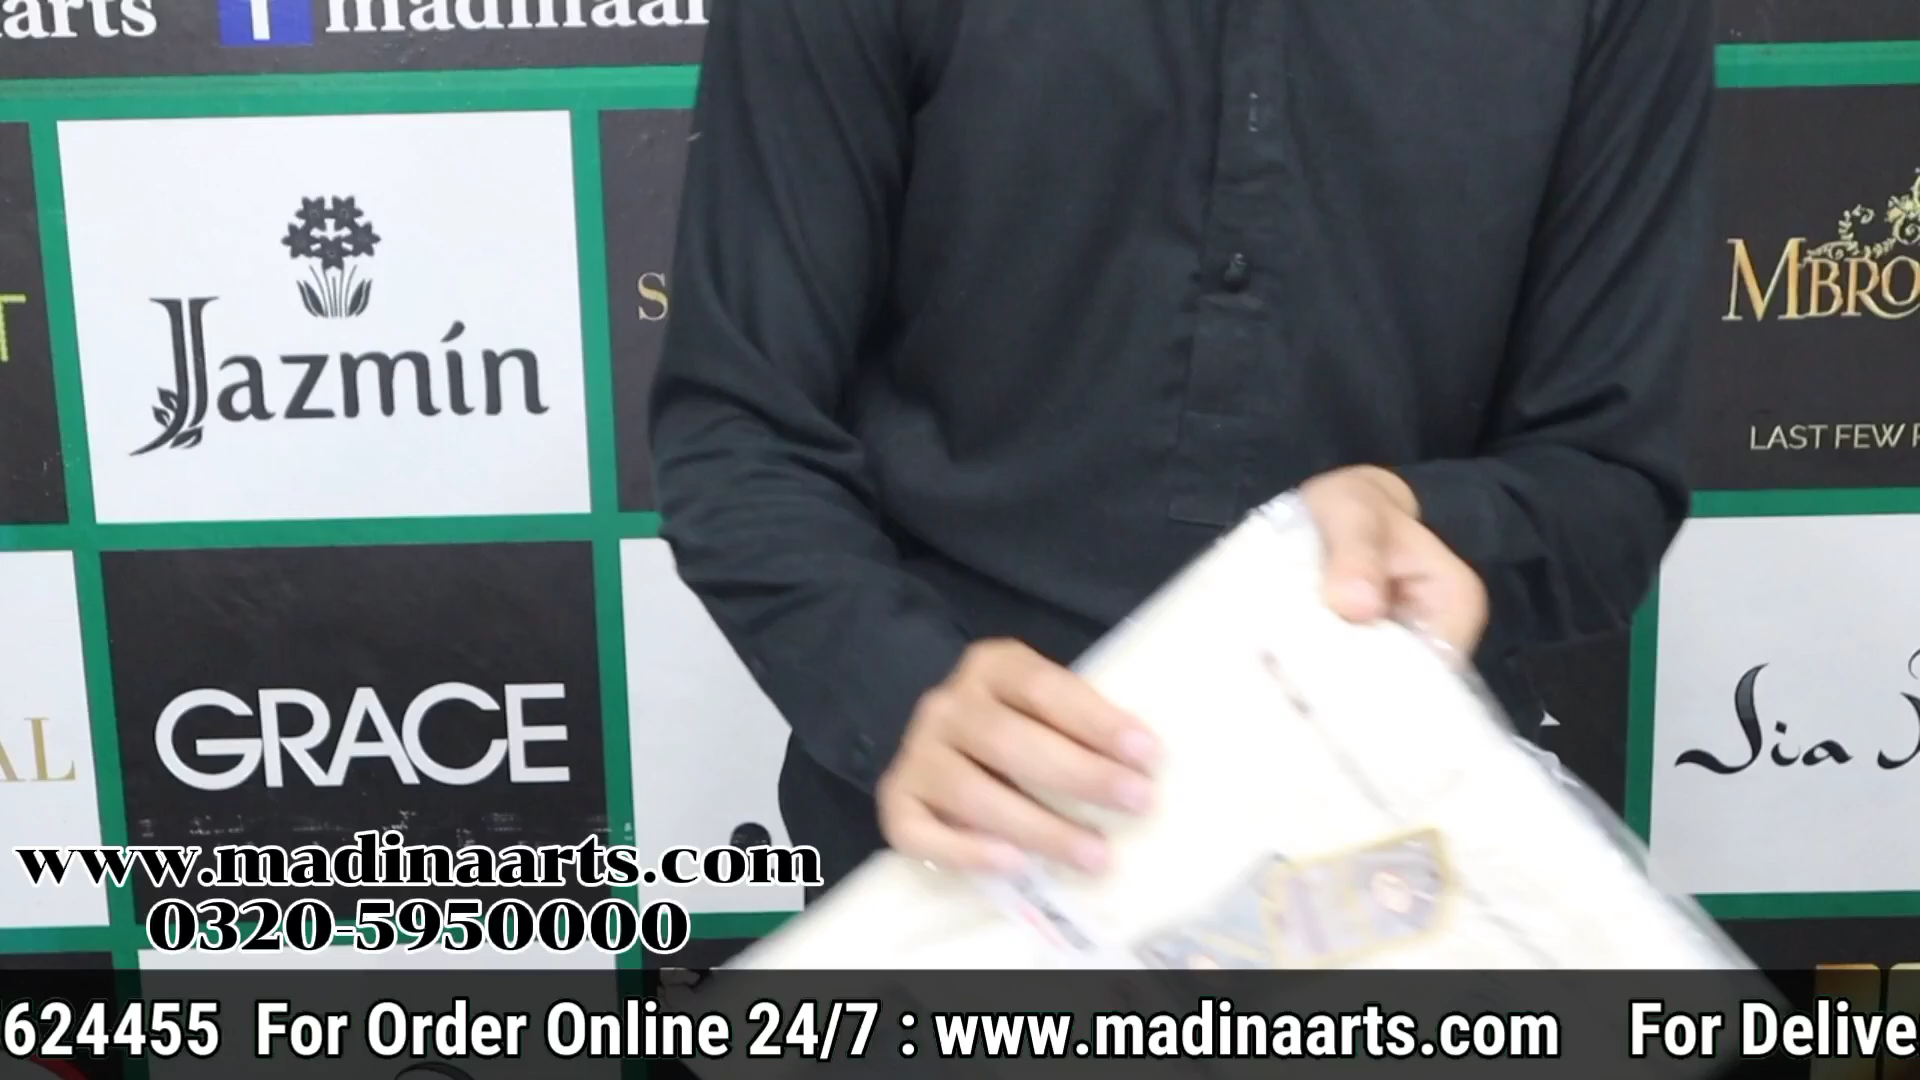 arts
madinaar
Jazmín
S
MBRO
LAST FEW
GRACE
AL
Jia
www.madinaarts.com
0320-5950000
624455 For Order Online 24/7 : www.madinaarts.com For Delive